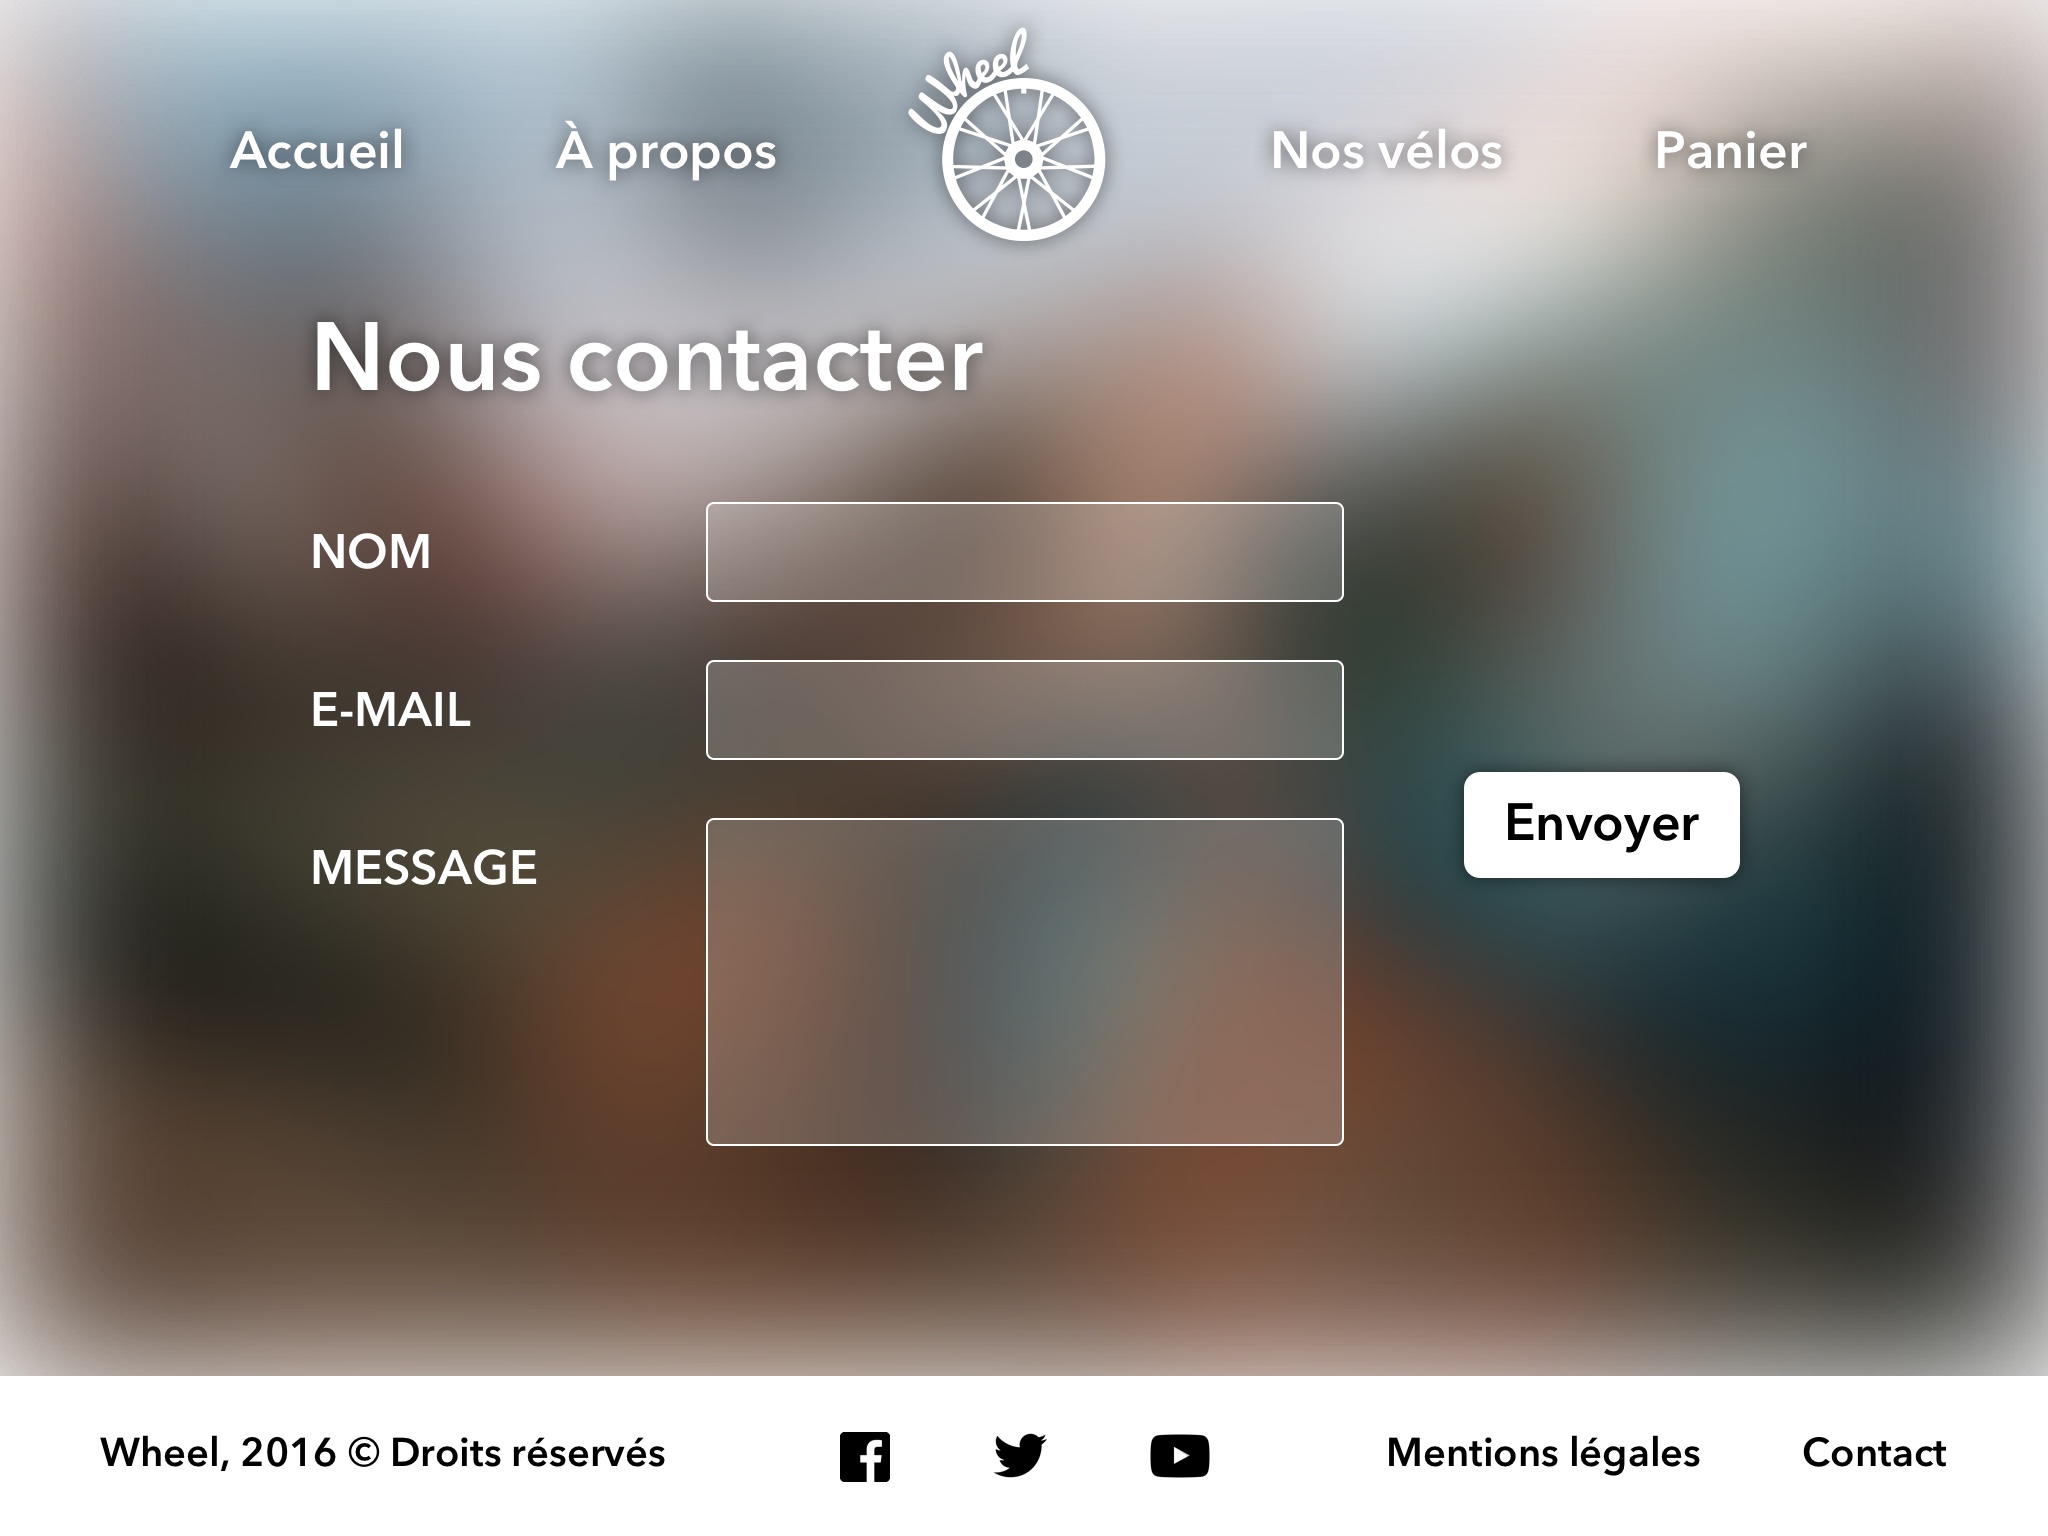 Wheel
Accueil
À propos
Nos vélos
Panier
Nous contacter
NOM
E-MAIL
MESSAGE
Envoyer
Wheel, 2016 © Droits réservés
Mentions légales
Contact